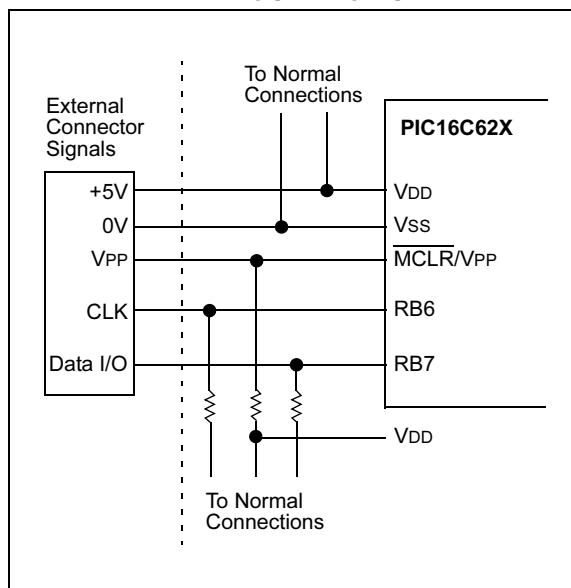 To Normal
Connections
External
Connector
Signals
PIC16C62X
+5V
VDD
0V
VSS
VPP
MCLR/VPP
CLK
RB6
Data I/O
RB7
VDD
To Normal
Connections